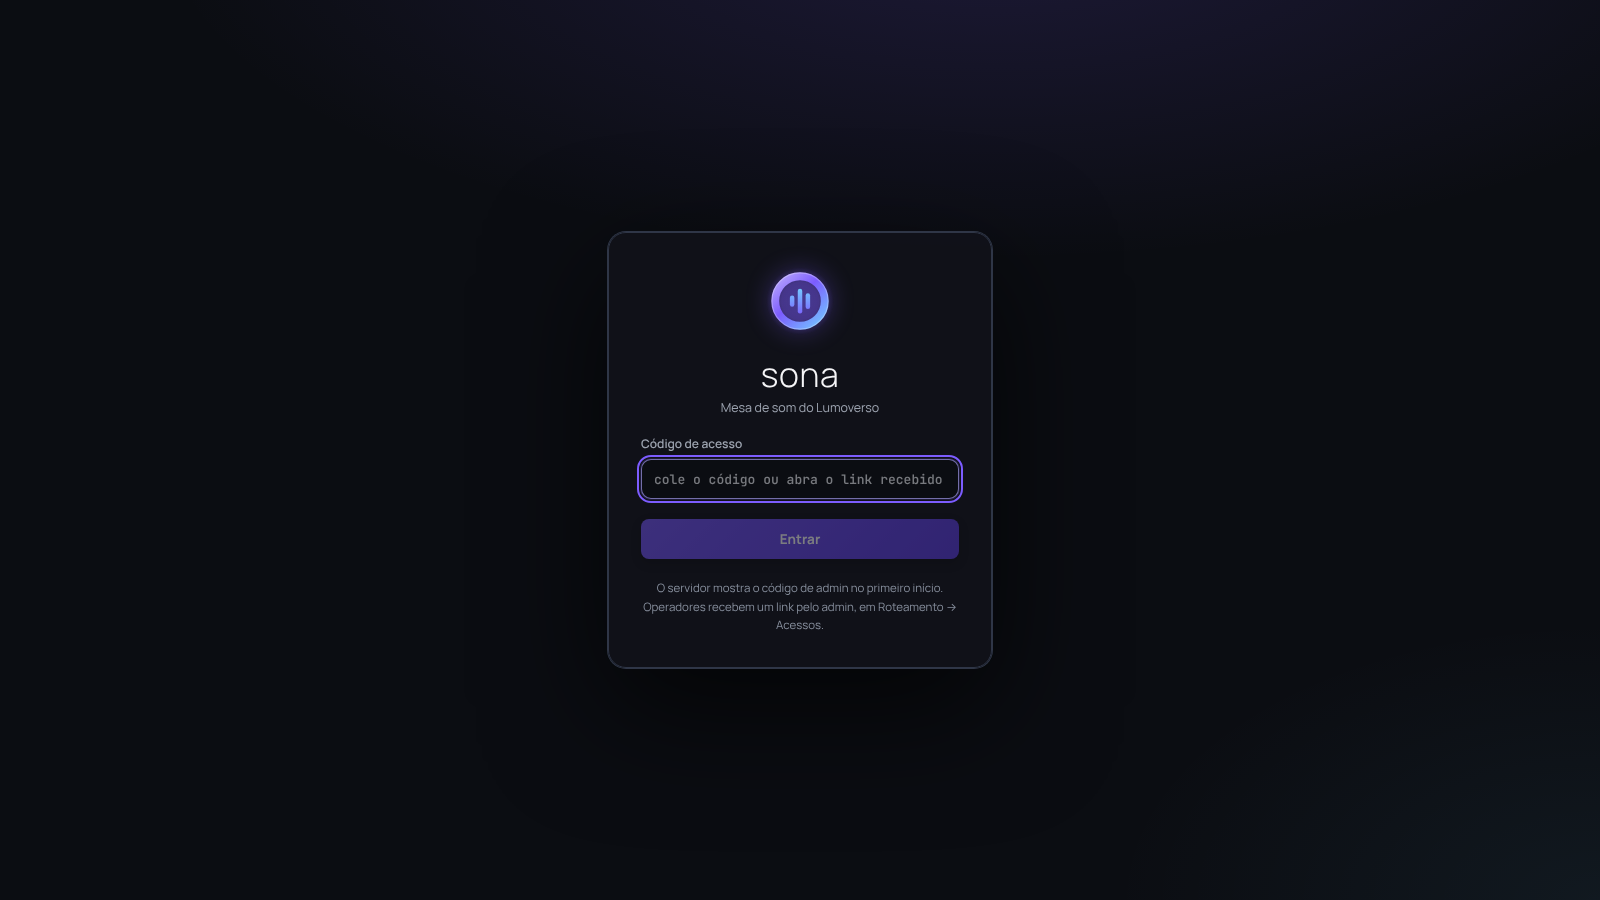 sona
Mesa de som do Lumoverso
Código de acesso
cole o código ou abra o link recebido
Entrar
O servidor mostra o código de admin no primeiro início.
Operadores recebem um link pelo admin, em Roteamento →
Acessos.